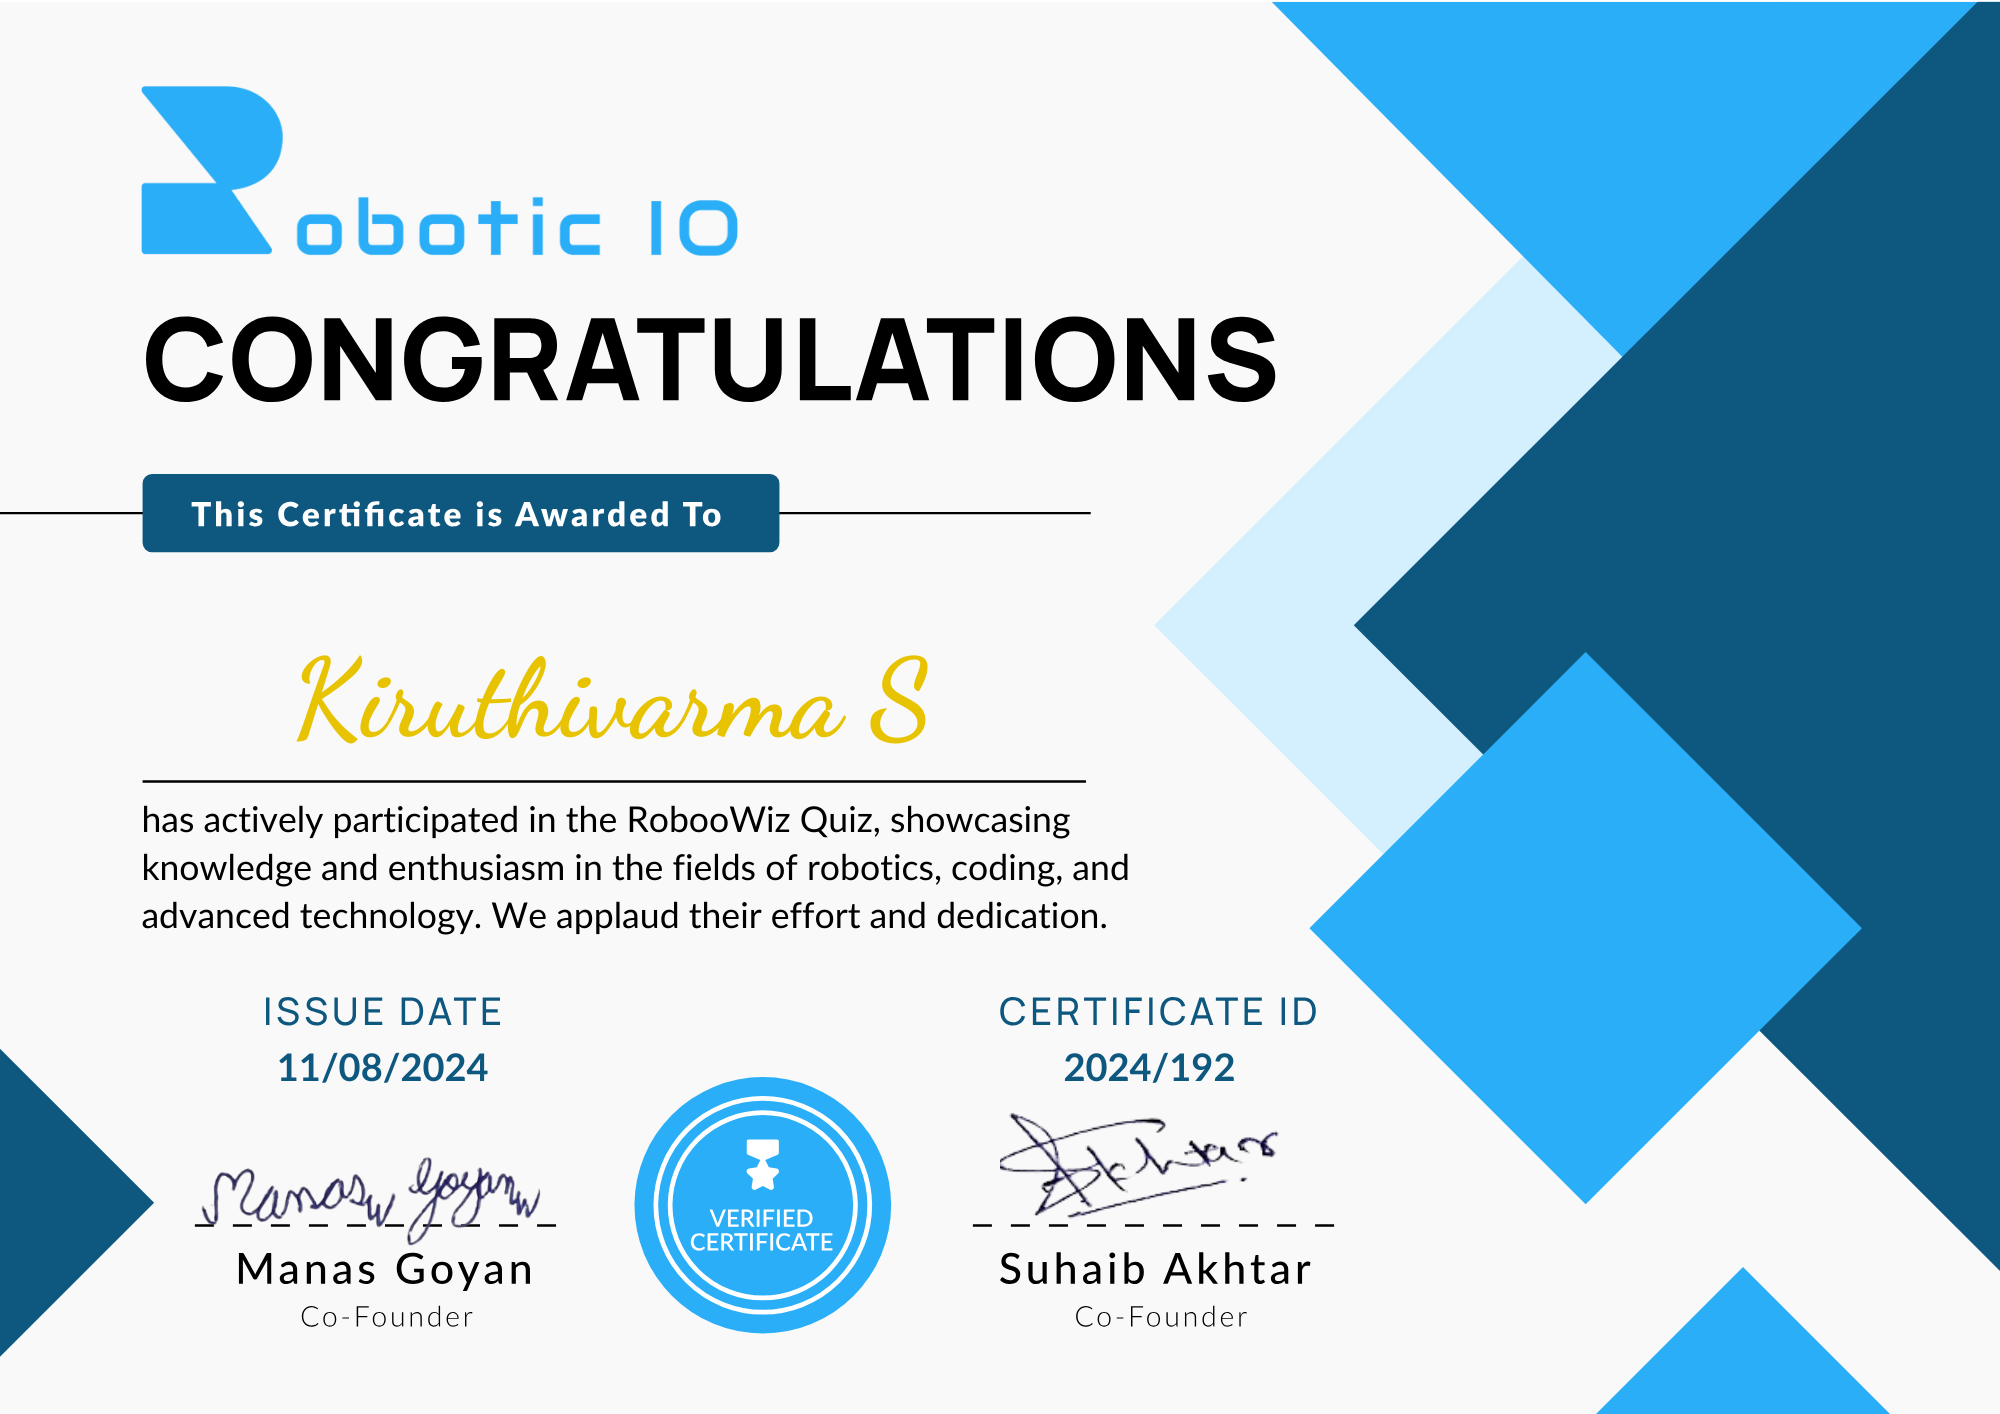 Robotic IO
CONGRATULATIONS
This Certificate is Awarded To
Kiruthivarma S
has actively participated in the RobooWiz Quiz, showcasing
knowledge and enthusiasm in the fields of robotics, coding, and
advanced technology. We applaud their effort and dedication.
ISSUE DATE
11/08/2024
CERTIFICATE ID
2024/192
Manas Goyan
Akhtar
VERIFIED
CERTIFICATE
Manas Goyan
Co-Founder
Suhaib Akhtar
Co-Founder